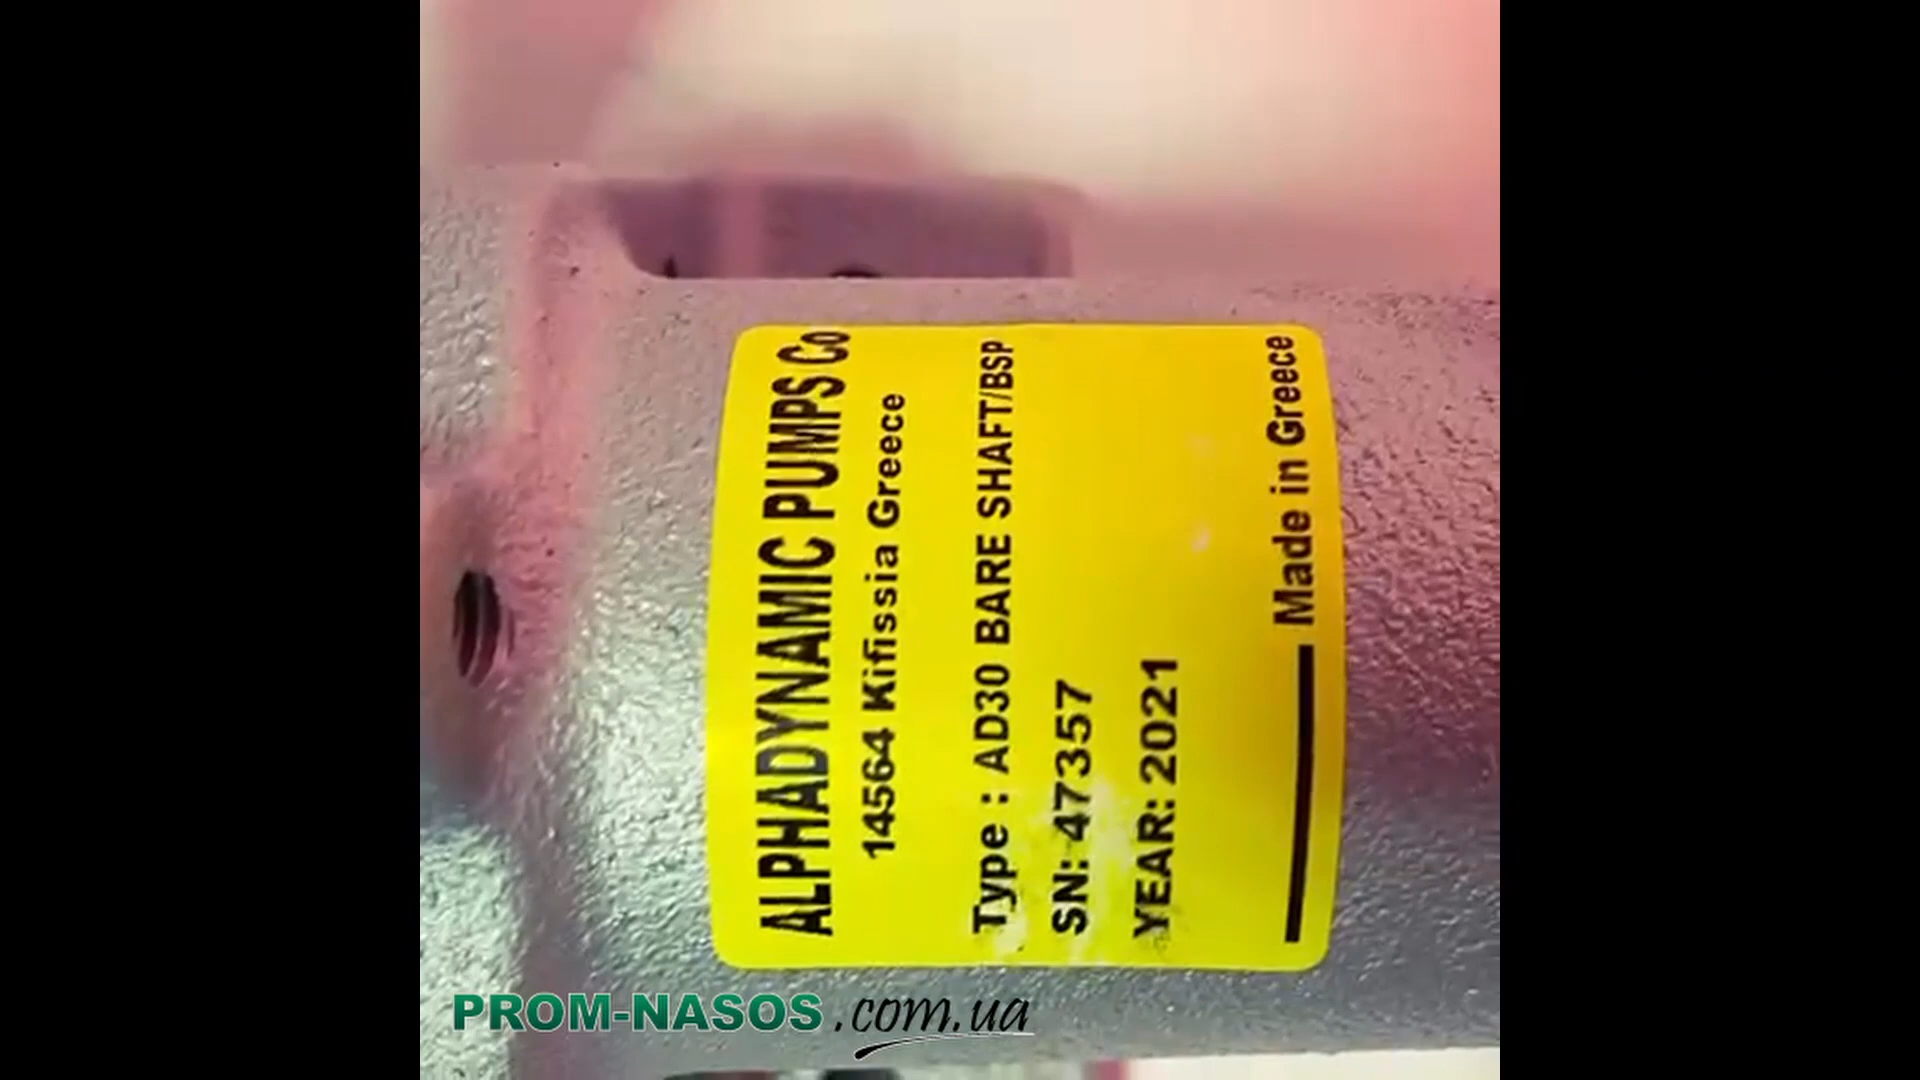 ALPHADYNAMIC PUMPS Co
14564 Kifissia Greece
Type : AD30 BARE SHAFT/BSP
SN: 47357
YEAR: 2021
Made in Greece
PROM-NASOS.com.ua